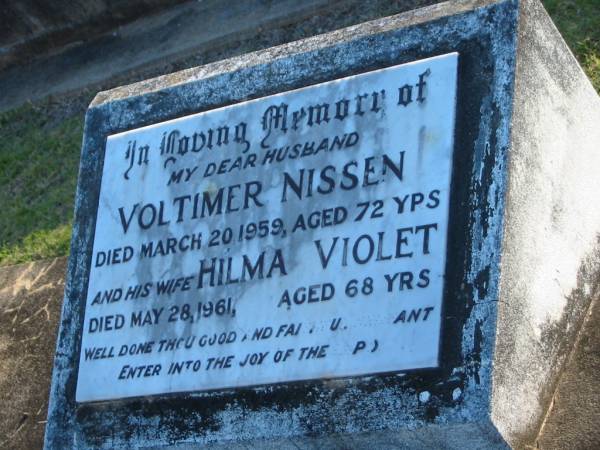 In Loving Memory of
MY DEAR HUSBAND
VOLTIMER NISSEN
DIED MARCH 20 1959, AGED 72 YRS
AND HIS WIFE HILMA VIOLET
DIED MAY 28, 1961, AGED 68 YRS
WELL DONE THOU GOOD AND
ENTER INTO THE JOY OF THE